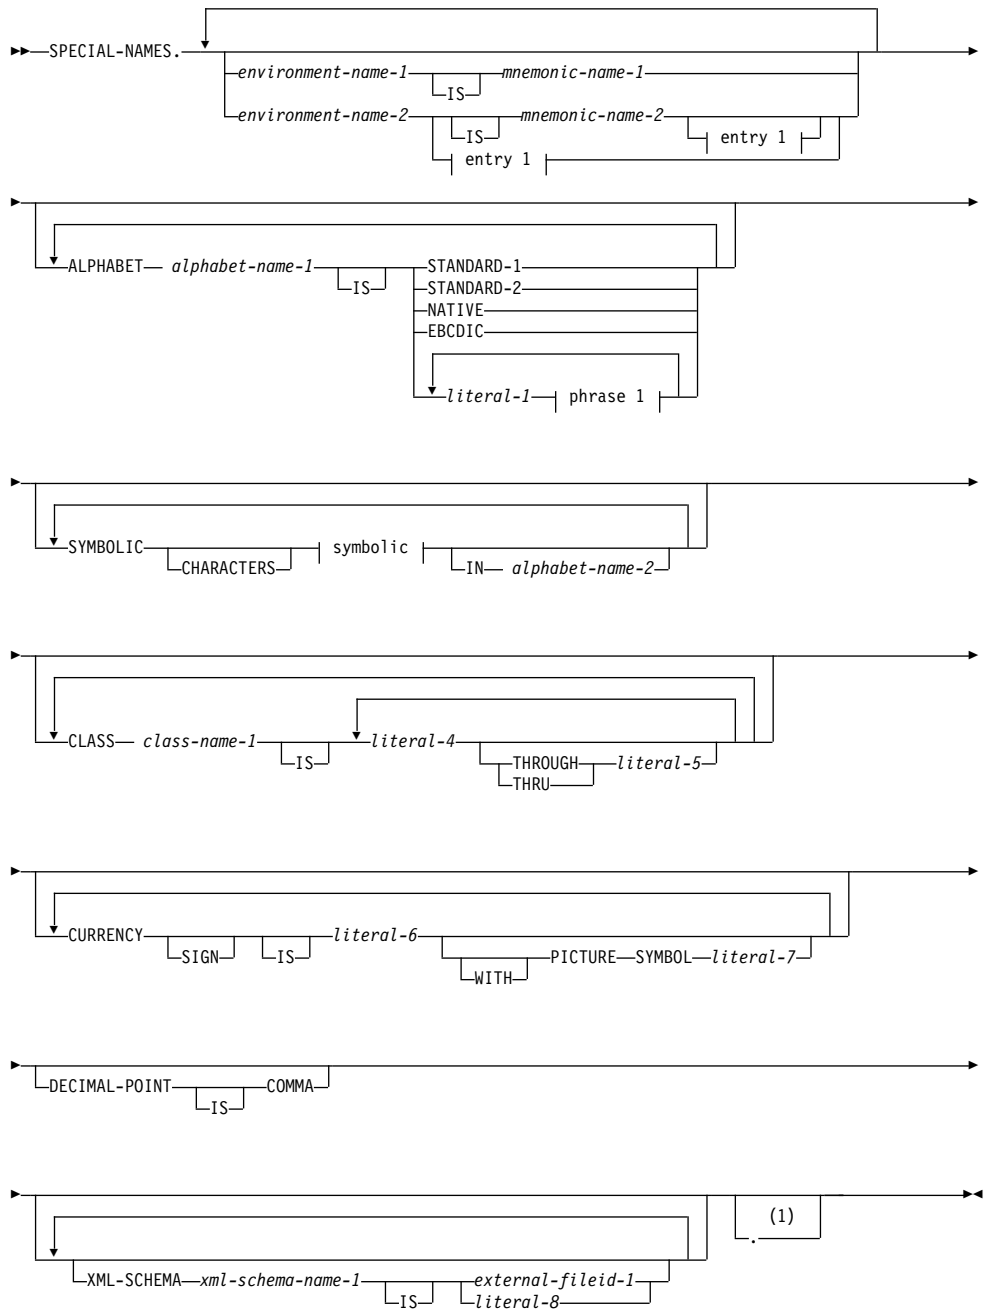 SPECIAL-NAMES.
environment-name-1 IS mnemonic-name-1
environment-name-2 IS mnemonic-name-2 entry 1
entry 1
ALPHABET alphabet-name-1 IS STANDARD-1
STANDARD-2
NATIVE
EBCDIC
literal-1 phrase 1
SYMBOLIC CHARACTERS symbolic IN alphabet-name-2
CLASS class-name-1 IS literal-4 THROUGH literal-5
THRU
CURRENCY SIGN IS literal-6 WITH PICTURE SYMBOL literal-7
DECIMAL-POINT IS COMMA
(1)
.
XML-SCHEMA xml-schema-name-1 IS external-fileid-1
literal-8